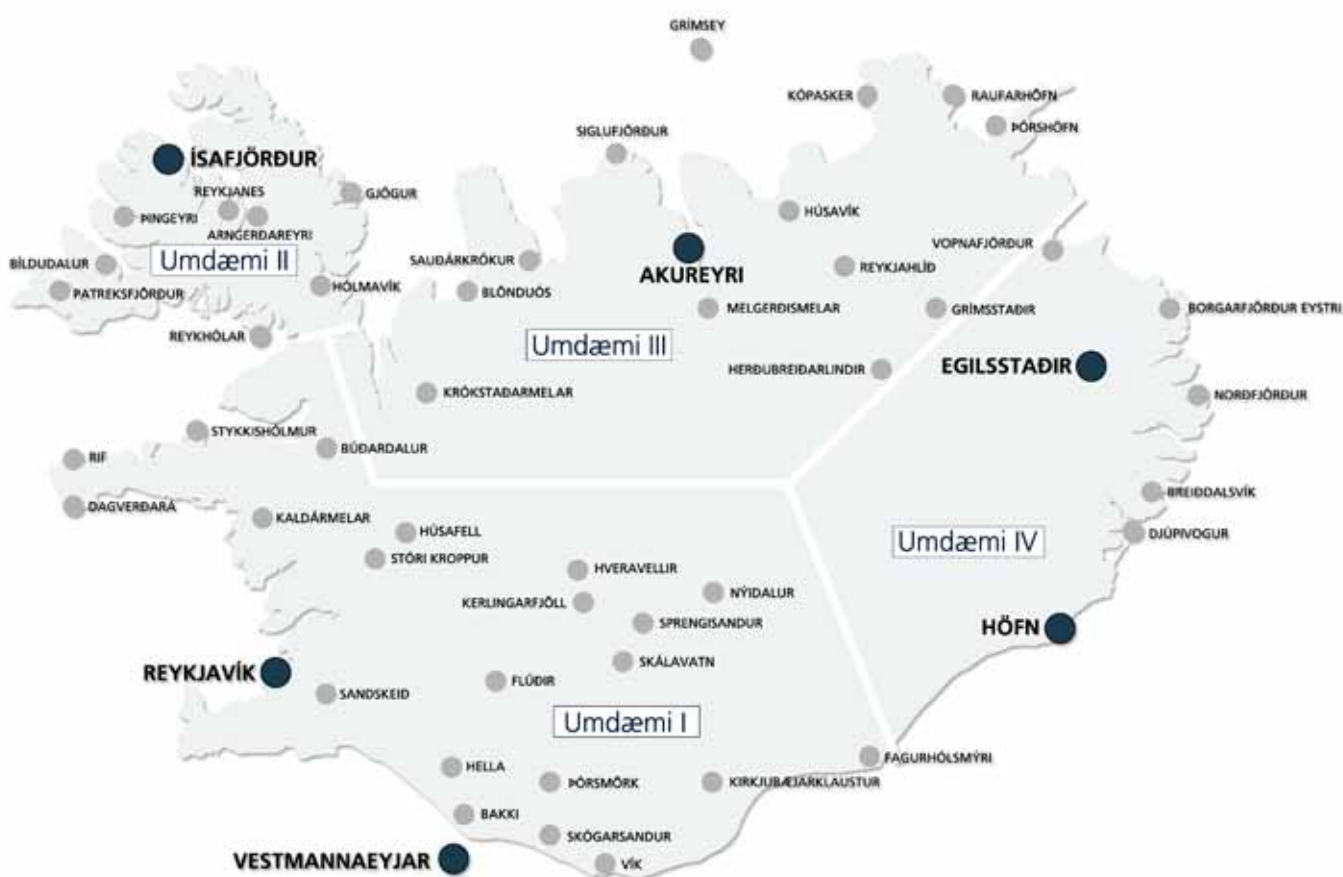 GRÍMSEY
KÓPASKER
RAUFARHÖFN
ÞÓRSHÖFN
SIGLUFJÖRÐUR
ÍSAFJÖRÐUR
REYKJANES
GJÖGUR
ÞINGEYRI
ARNGERÐAREYRI
HÚSAVÍK
Umdæmi II
BÍLDUDALUR
PATREKSFJÖRÐUR
HÓLMAVÍK
SAUÐÁRKRÓKUR
BLÖNDUÓS
AKUREYRI
VOPNAFJÖRÐUR
REYKJAHLÍÐ
MELGERÐISMELAR
GRÍMSSTAÐIR
BORGARFJÖRÐUR EYSTRI
REYKHÓLAR
Umdæmi III
HERÐUBREIÐARLINDIR
EGILSSTAÐIR
KRÓKSTAÐARMELAR
NORÐFJÖRÐUR
STYKKISHÓLMUR
BÚÐARDALUR
RIF
DAGVERÐARÁ
KALDÁRMELAR
HÚSAFELL
STÓRI KROPPUR
BREIÐDALSVÍK
DJÚPIVOGUR
Umdæmi IV
HVERAVELLIR
KERLINGARFJÖLL
NÝIDALUR
SPRENGISANDUR
HÖFN
SKÁLAVATN
REYKJAVÍK
SANDSKEID
FLÚÐIR
Umdæmi I
FAGURHÓLSMÝRI
HELLA
ÞÓRSMÖRK
KIRKJUBÆJARKLAUSTUR
BAKKI
SKÓGARSANDUR
VESTMANNAEYJAR
VÍK